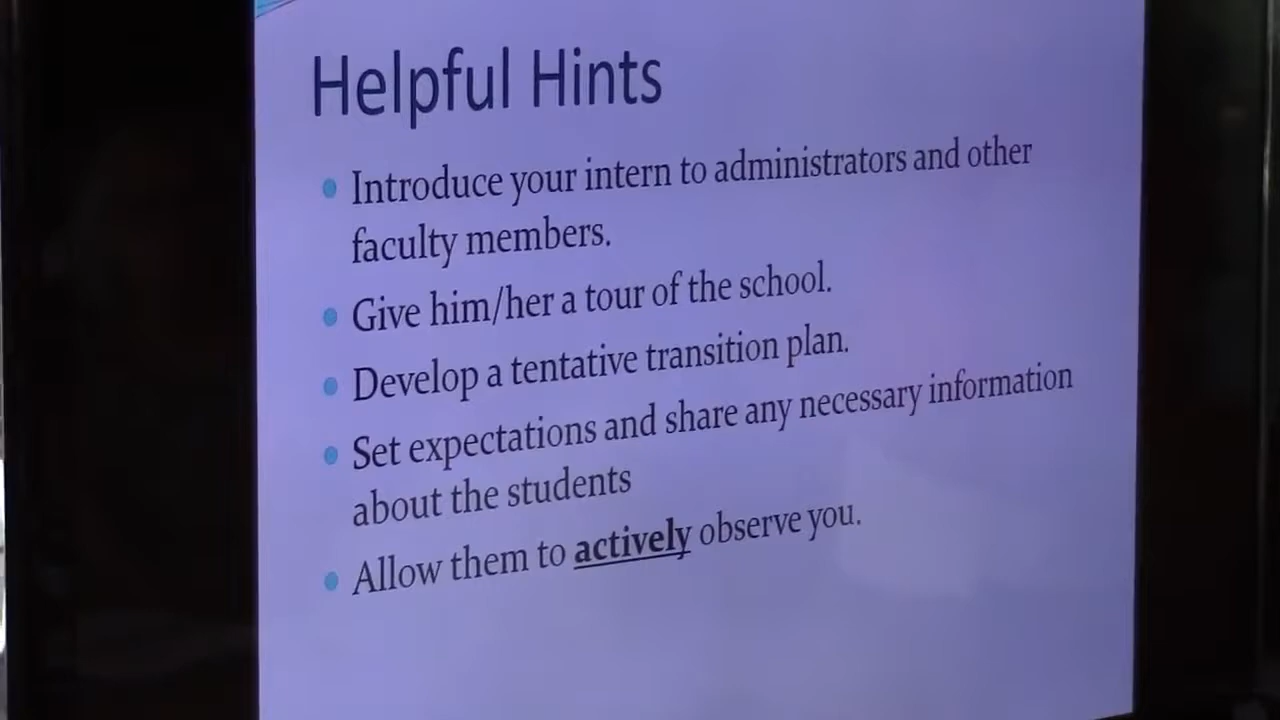 Helpful Hints
• Introduce your intern to administrators and other
faculty members.
• Give him/her a tour of the school.
• Develop a tentative transition plan.
• Set expectations and share any necessary information
about the students
• Allow them to actively observe you.